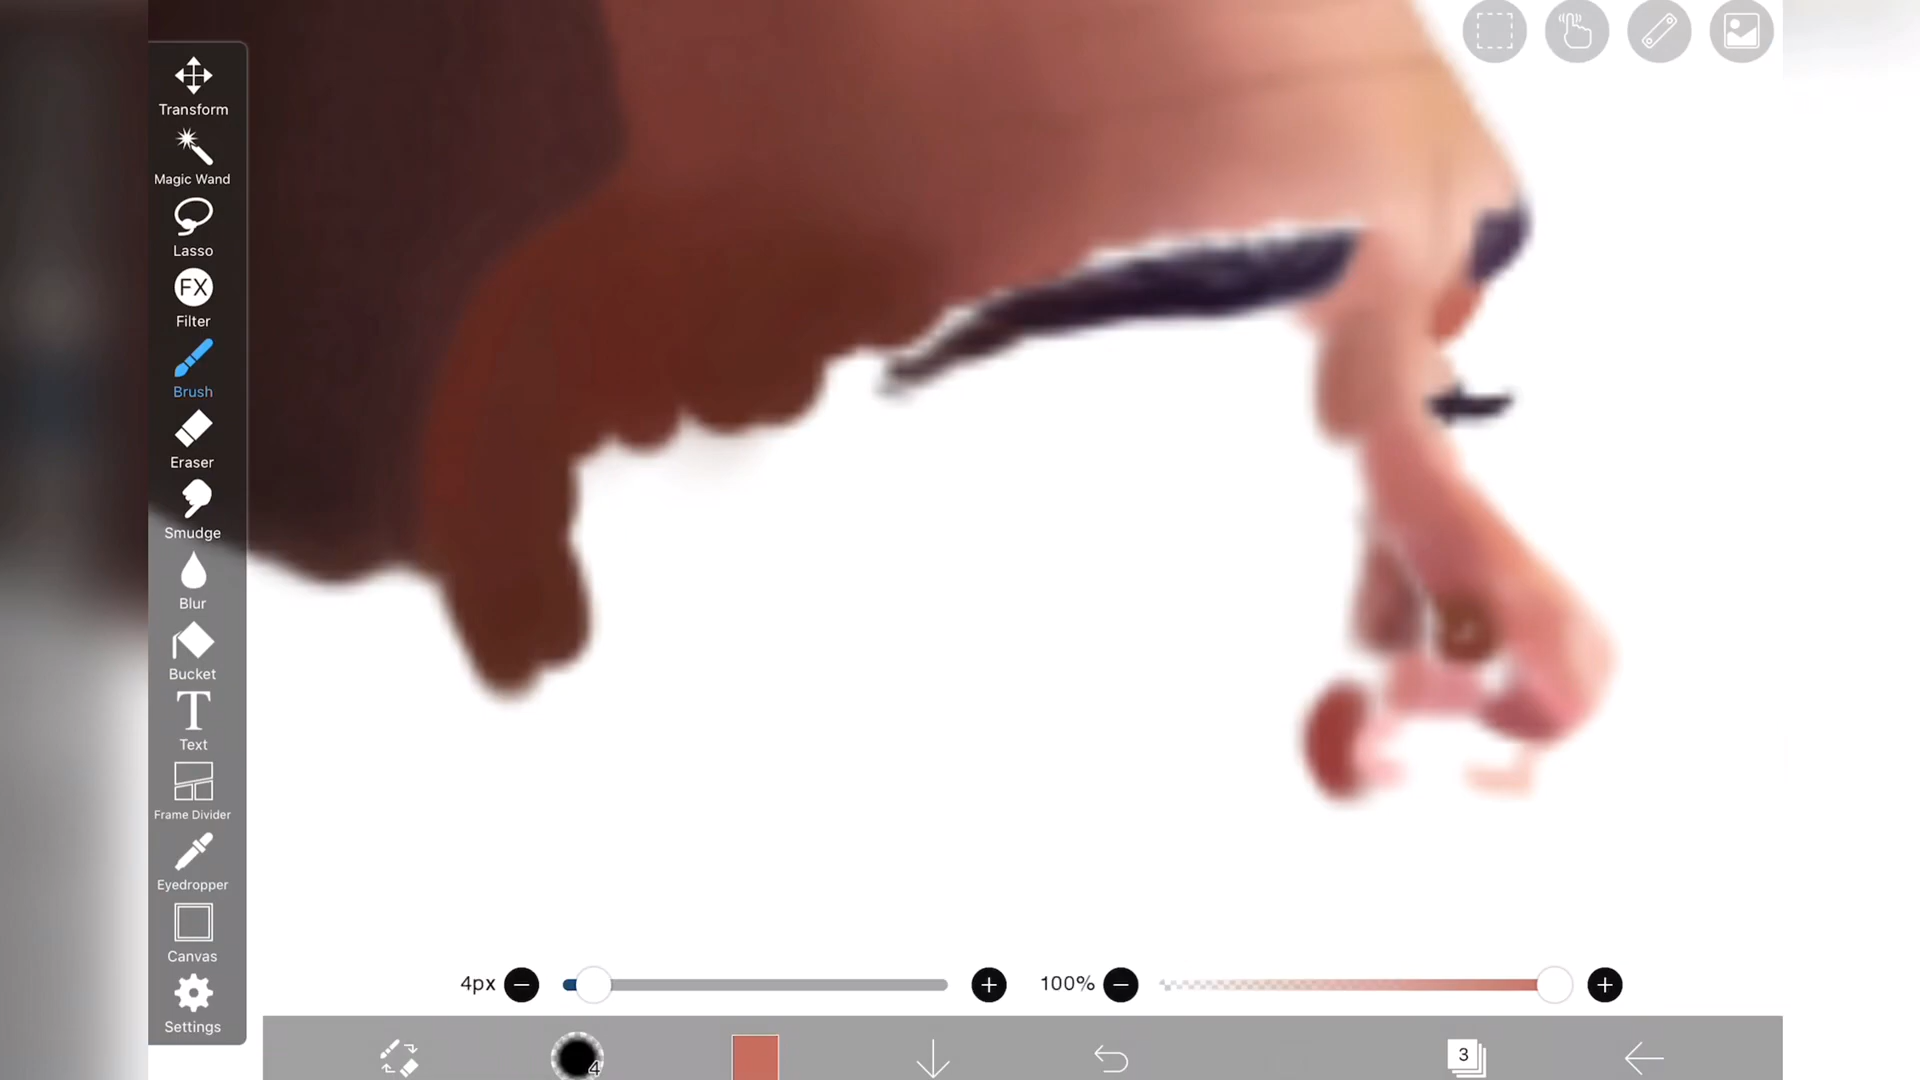 Transform
Magic Wand
Lasso
FX
Filter
Brush
Eraser
Smudge
Blur
Bucket
T
Text
Frame Divider
Eyedropper
Canvas
Settings
4px
100%
4
3